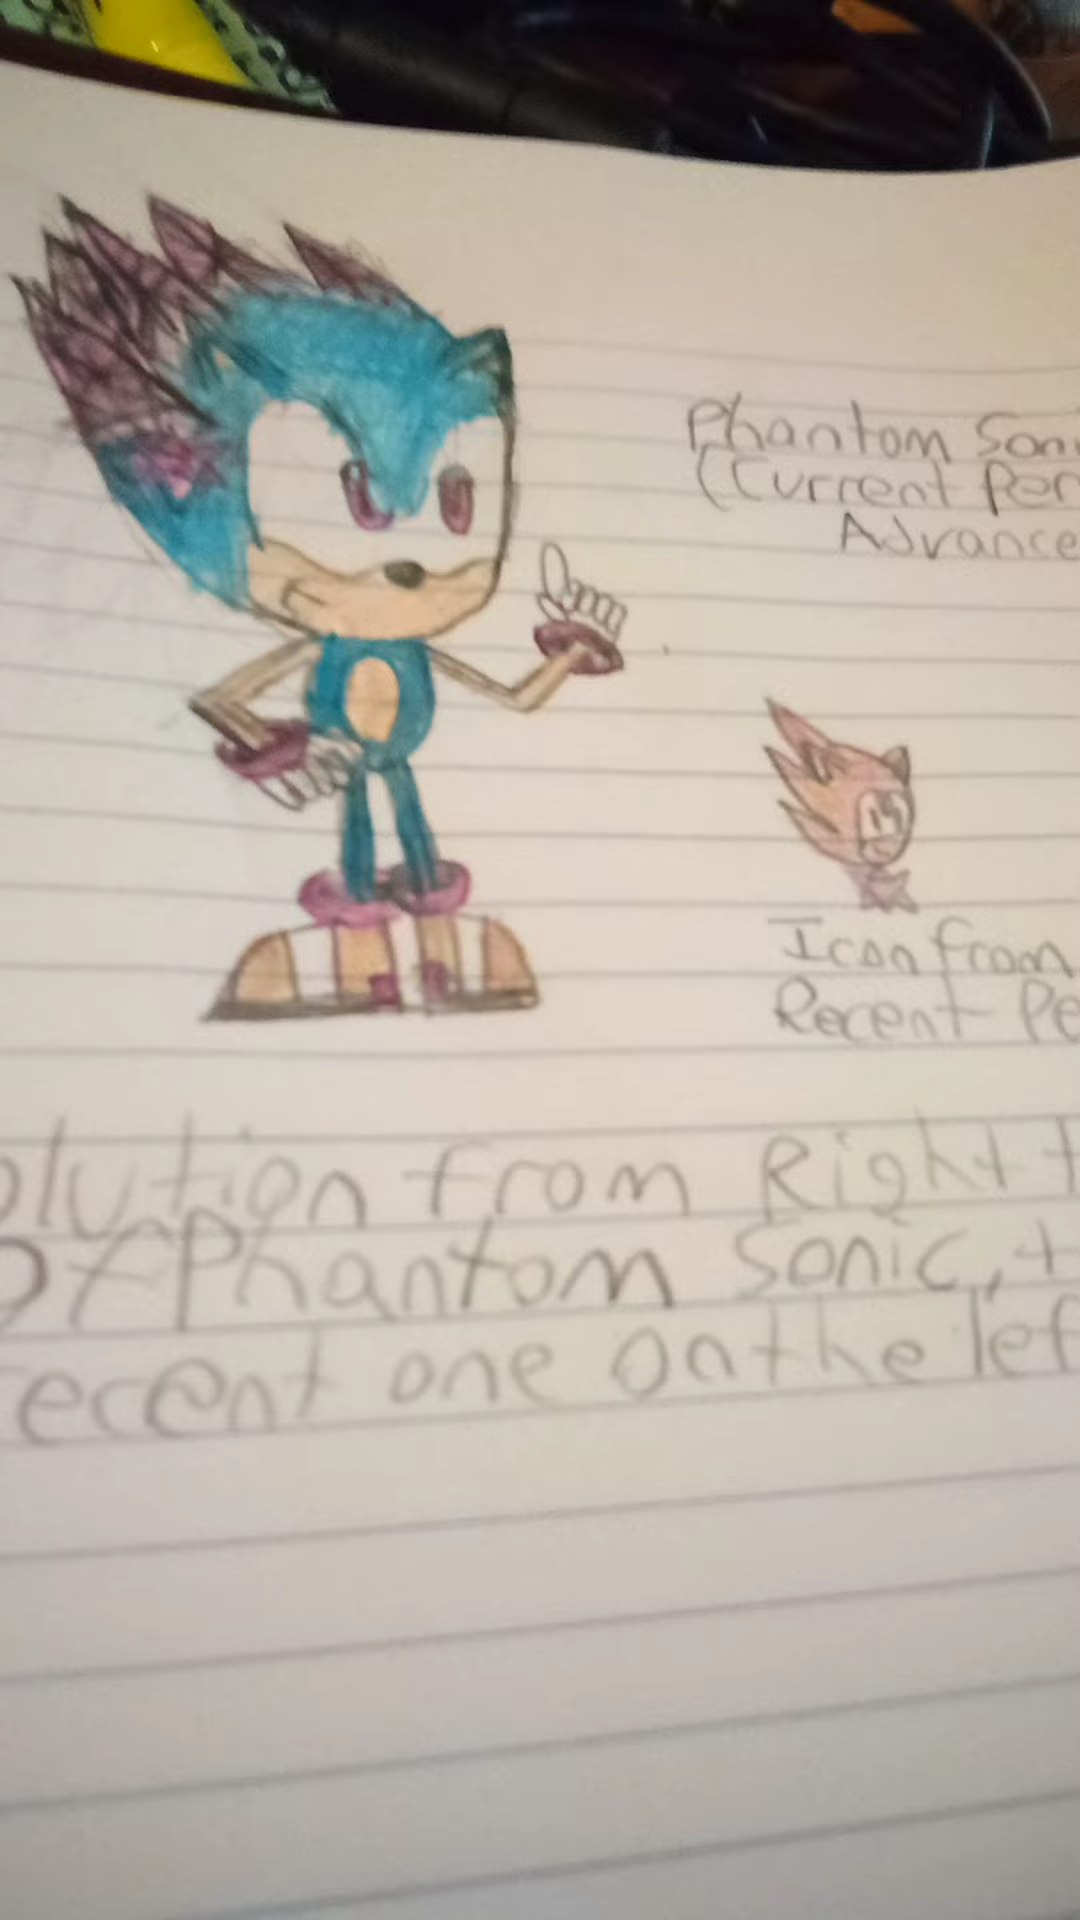 Phantom Soni
(Current Per
Advance
Icon from
Recent Pe
olution from Right t
Of Phantom Sonic, t
ecent one on the lef